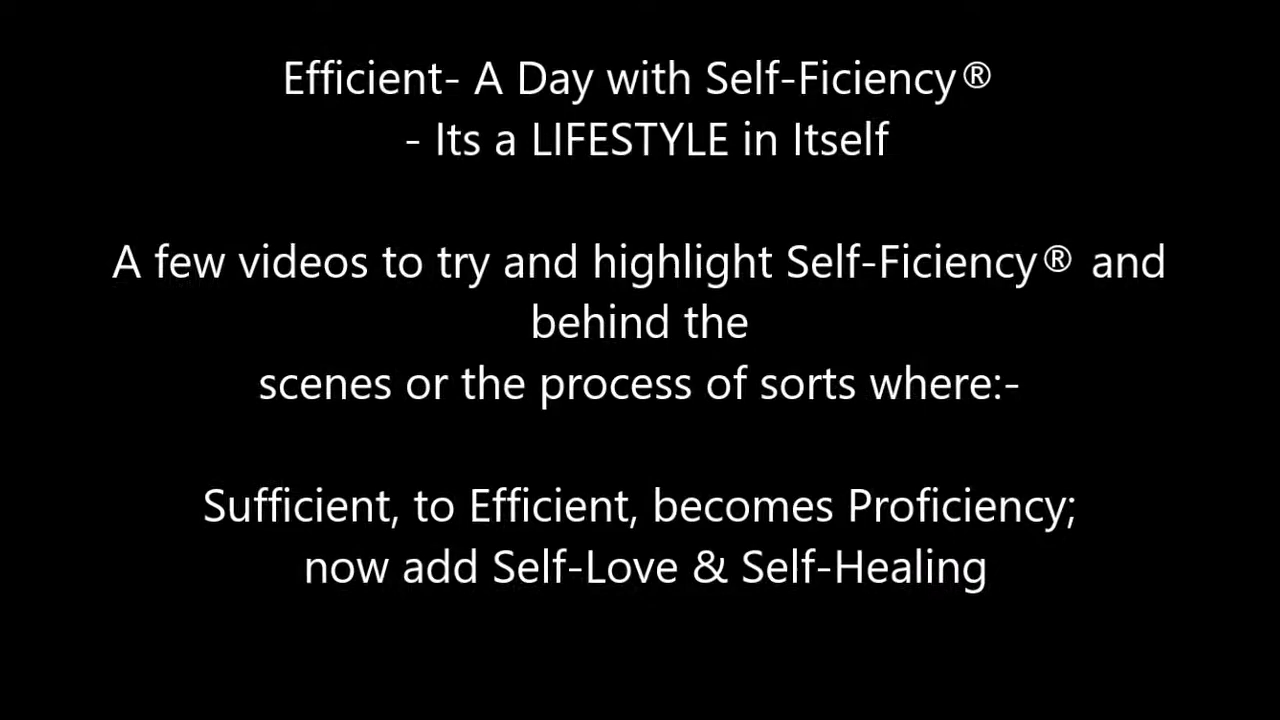 Efficient- A Day with Self-Ficiency®
- Its a LIFESTYLE in Itself
A few videos to try and highlight Self-Ficiency® and
behind the
scenes or the process of sorts where:-
Sufficient, to Efficient, becomes Proficiency;
now add Self-Love & Self-Healing